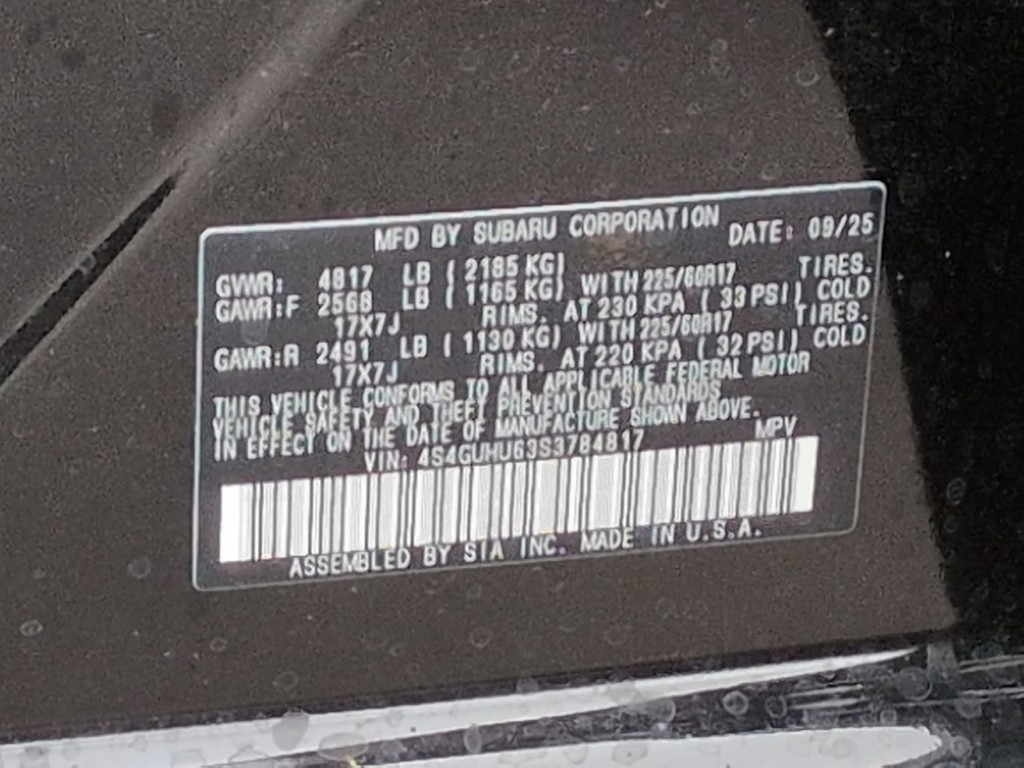 MFD BY SUBARU CORPORATION DATE: 09/25
GVWR: 4817 LB ( 2185 KG)
GAWR:F 2568 LB ( 1165 KG) WITH 225/60R17 TIRES.
17X7J RIMS. AT 230 KPA ( 33 PSI) COLD
GAWR:R 2491 LB ( 1130 KG) WITH 225/60R17 TIRES.
17X7J RIMS. AT 220 KPA ( 32 PSI) COLD
THIS VEHICLE CONFORMS TO ALL APPLICABLE FEDERAL MOTOR
VEHICLE SAFETY AND THEFT PREVENTION STANDARDS
IN EFFECT ON THE DATE OF MANUFACTURE SHOWN ABOVE.
VIN: 4S4GUHU63S3784817 MPV
ASSEMBLED BY SIA INC. MADE IN U.S.A.